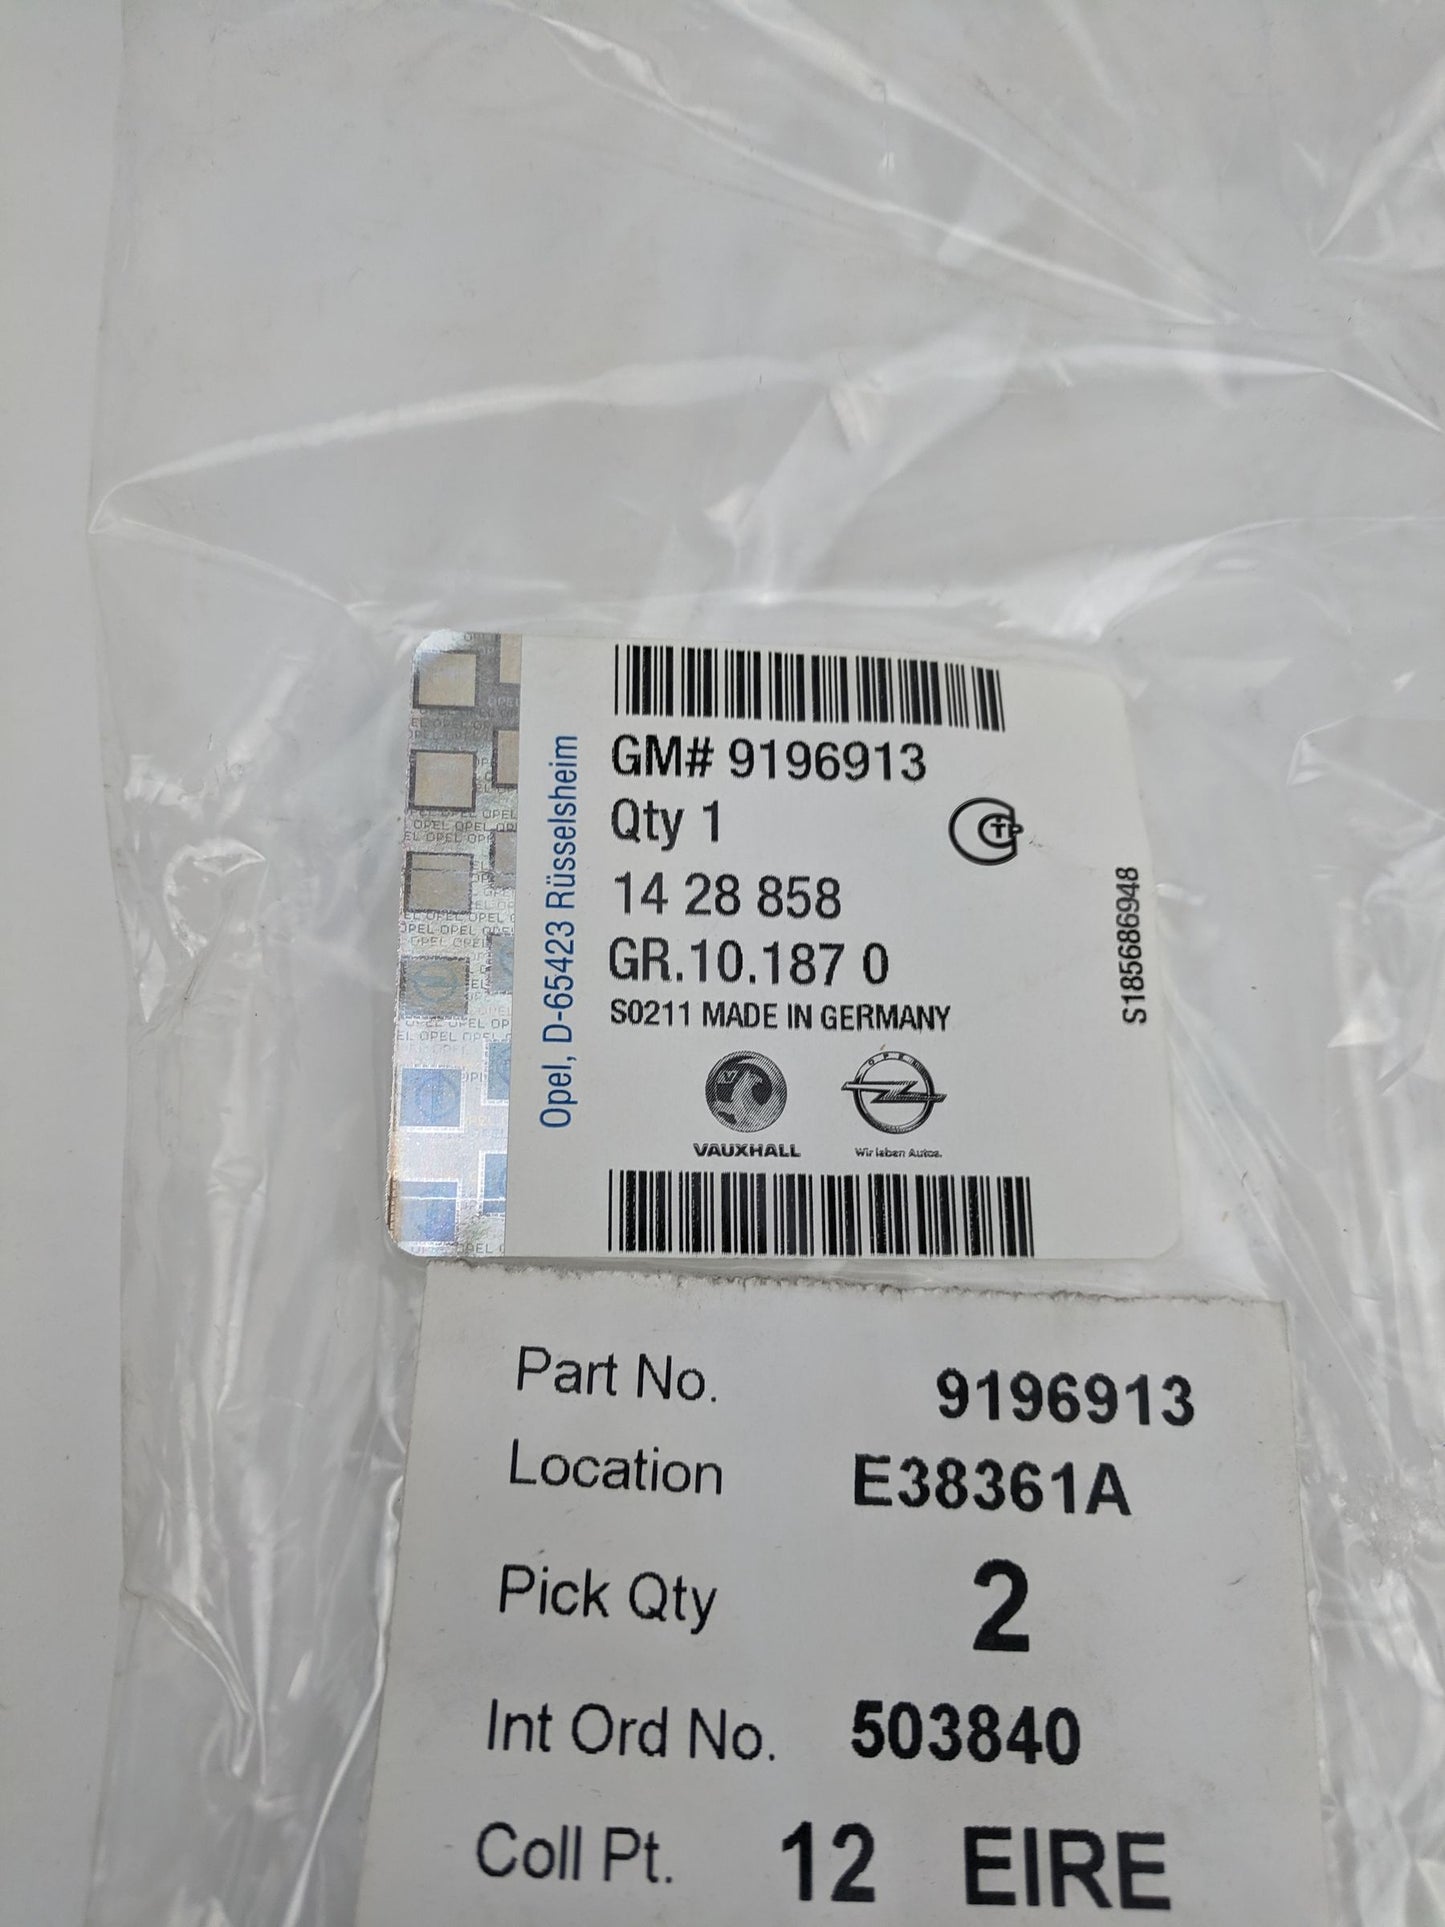 Opel, D-65423 Rüsselsheim
GM# 9196913
Qty 1
14 28 858
GR.10.187 0
S0211 MADE IN GERMANY
S185686948
VAUXHALL
OPEL
Wir leben Autos.
Part No. 9196913
Location E38361A
Pick Qty 2
Int Ord No. 503840
Coll Pt. 12 EIRE